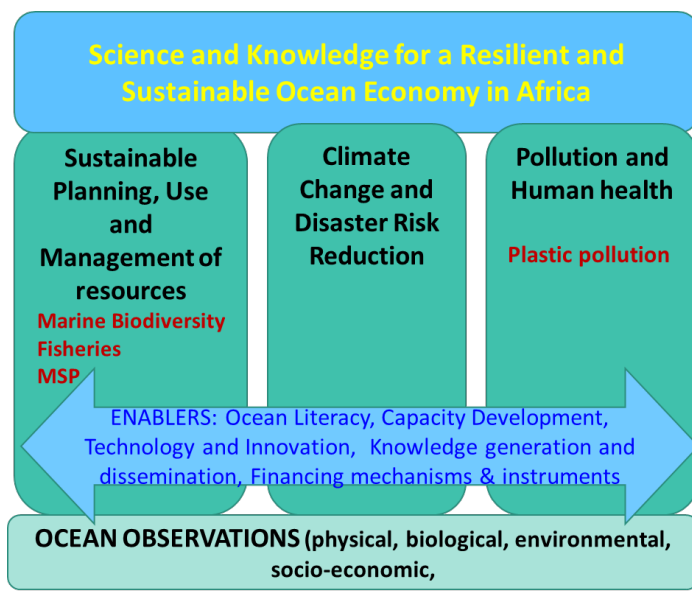 Science and Knowledge for a Resilient and
Sustainable Ocean Economy in Africa
Sustainable
Planning, Use
and
Management of
resources
Marine Biodiversity
Fisheries
MSP
Climate
Change and
Disaster Risk
Reduction
Pollution and
Human health
Plastic pollution
ENABLERS: Ocean Literacy, Capacity Development,
Technology and Innovation, Knowledge generation and
dissemination, Financing mechanisms & instruments
OCEAN OBSERVATIONS (physical, biological, environmental,
socio-economic,